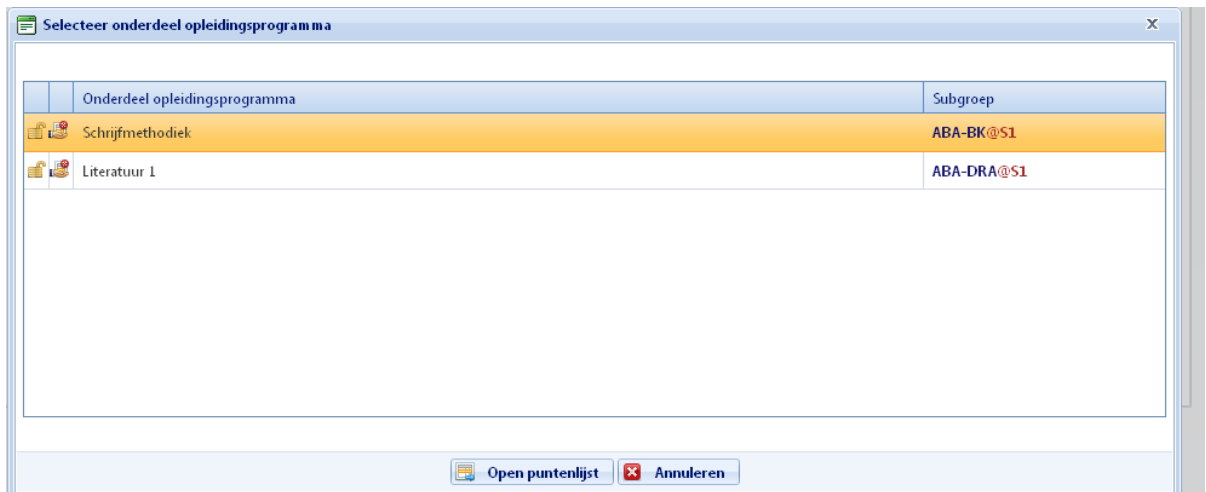 Selecteer onderdeel opleidingsprogramma x
Onderdeel opleidingsprogramma Subgroep
Schrijfmethodiek ABA-BK@S1
Literatuur 1 ABA-DRA@S1
Open puntenlijst Annuleren